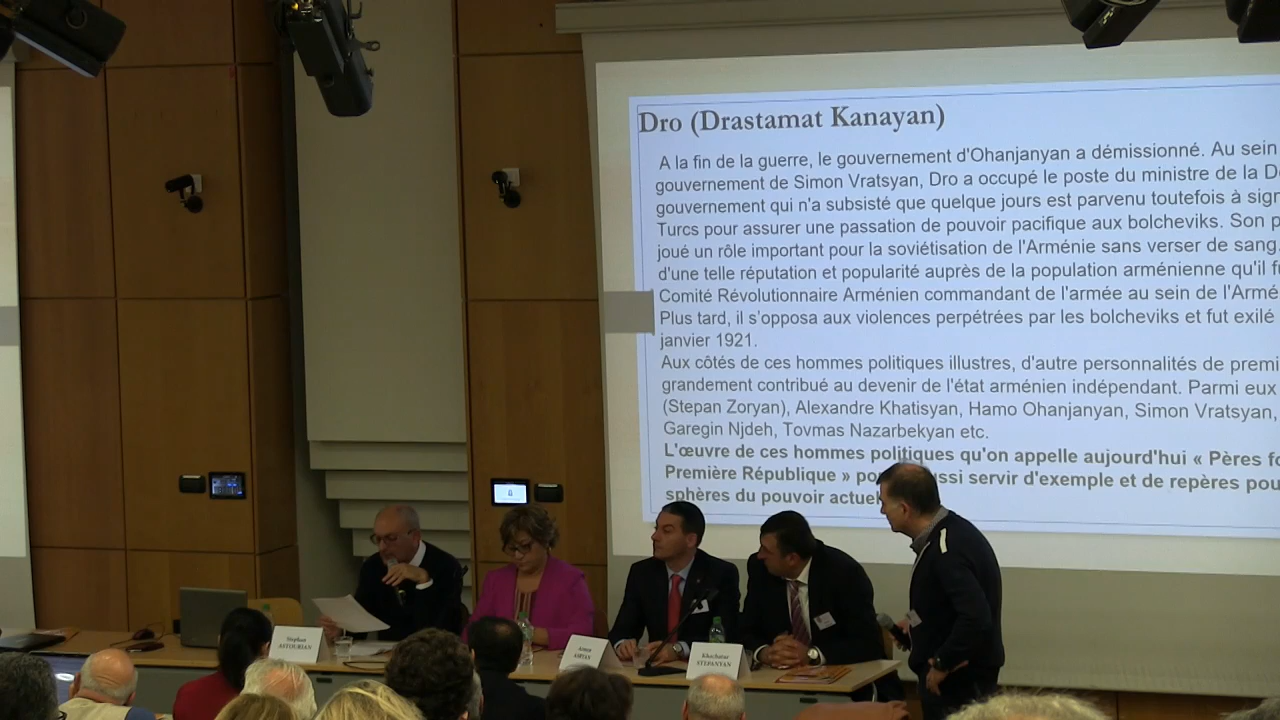 Dro (Drastamat Kanayan)
A la fin de la guerre, le gouvernement d'Ohanjanyan a démissionné. Au sein
gouvernement de Simon Vratsyan, Dro a occupé le poste du ministre de la D
gouvernement qui n'a subsisté que quelque jours est parvenu toutefois à sign
Turcs pour assurer une passation de pouvoir pacifique aux bolcheviks. Son p
joué un rôle important pour la soviétisation de l'Arménie sans verser de sang.
d'une telle réputation et popularité auprès de la population arménienne qu'il f
Comité Révolutionnaire Arménien commandant de l'armée au sein de l'Armé
Plus tard, il s'opposa aux violences perpétrées par les bolcheviks et fut exilé
janvier 1921.
Aux côtés de ces hommes politiques illustres, d'autre personnalités de premi
grandement contribué au devenir de l'état arménien indépendant. Parmi eux
(Stepan Zoryan), Alexandre Khatisyan, Hamo Ohanjanyan, Simon Vratsyan,
Garegin Njdeh, Tovmas Nazarbekyan etc.
L'œuvre de ces hommes politiques qu'on appelle aujourd'hui « Pères fo
Première République » po ssi servir d'exemple et de repères pou
sphères du pouvoir actue
Stephan
ASTOURIAN
ASRYAN
Khatchatur
STEPANYAN